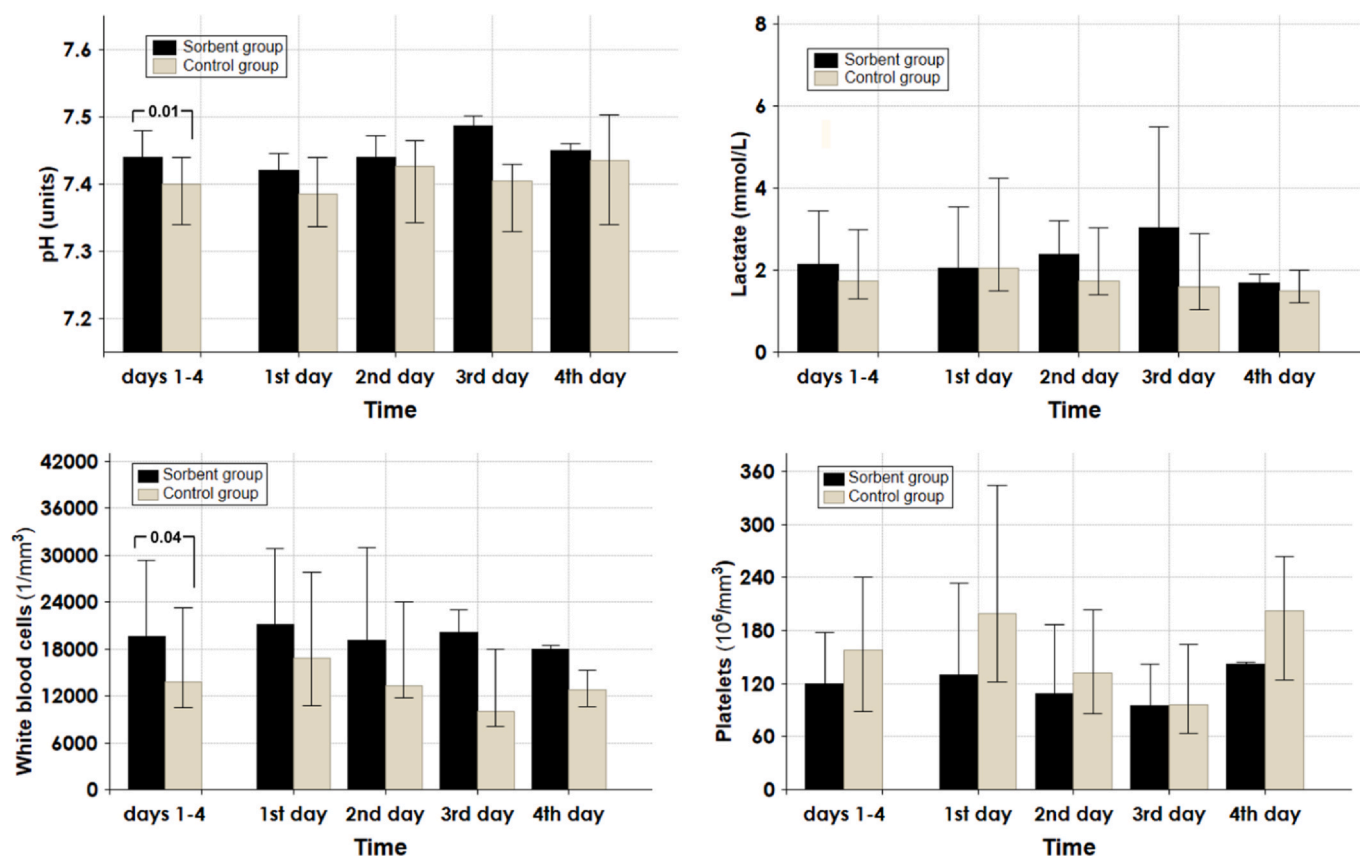 7.6
7.5
7.4
7.3
7.2
pH (units)
Sorbent group
Control group
0.01
days 1-4
1st day
2nd day
3rd day
4th day
Time
8
6
4
2
0
Lactate (mmol/L)
Sorbent group
Control group
days 1-4
1st day
2nd day
3rd day
4th day
Time
42000
36000
30000
24000
18000
12000
6000
0
White blood cells (1/mm³)
Sorbent group
Control group
0.04
days 1-4
1st day
2nd day
3rd day
4th day
Time
360
300
240
180
120
60
0
Platelets (10⁶/mm³)
Sorbent group
Control group
days 1-4
1st day
2nd day
3rd day
4th day
Time